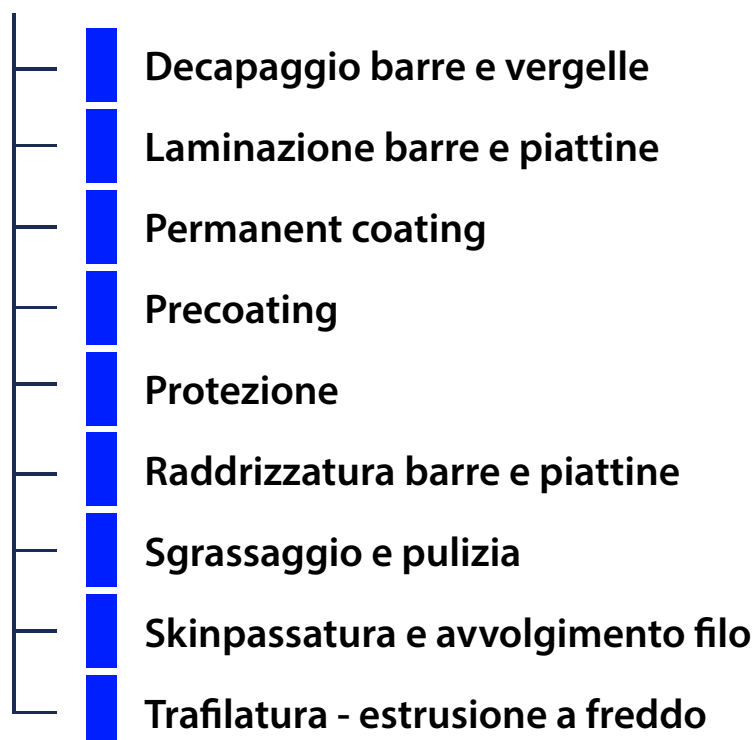 Decapaggio barre e vergelle
Laminazione barre e piattine
Permanent coating
Precoating
Protezione
Raddrizzatura barre e piattine
Sgrassaggio e pulizia
Skinpassatura e avvolgimento filo
Trafilatura - estrusione a freddo